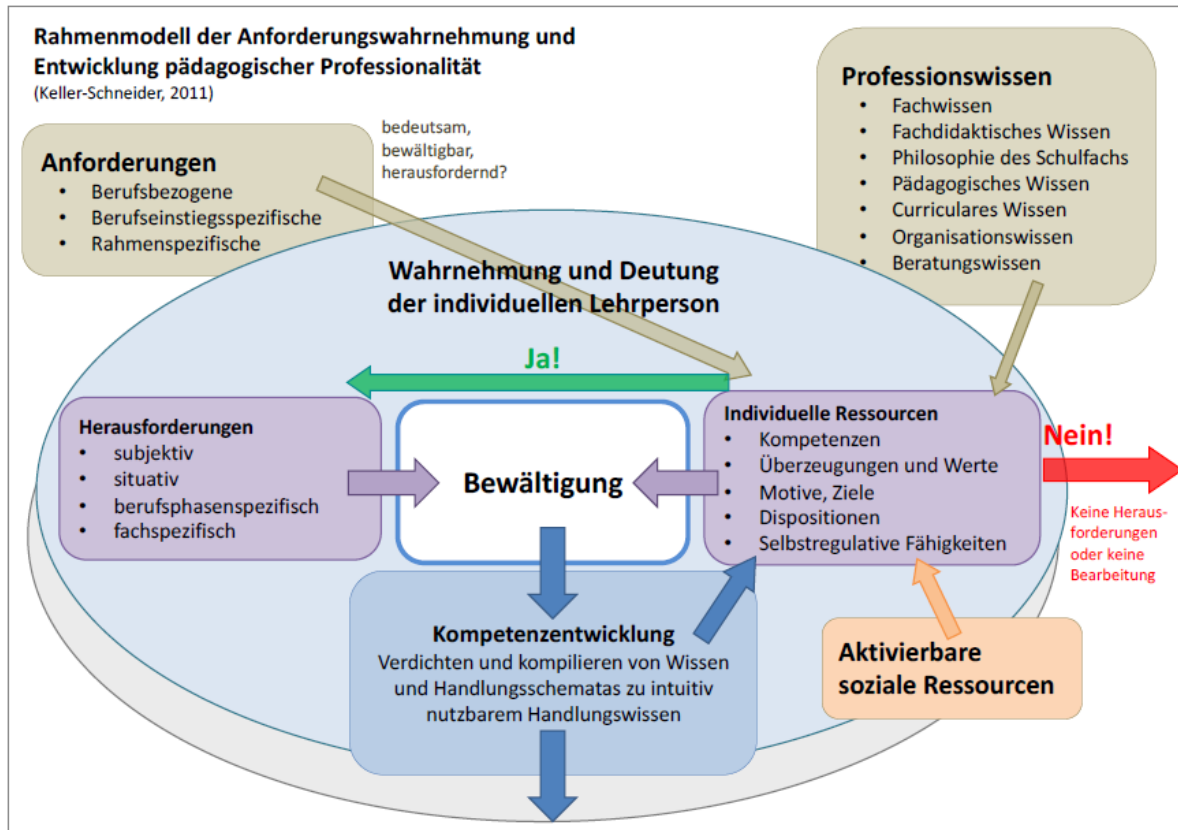 Rahmenmodell der Anforderungswahrnehmung und
Entwicklung pädagogischer Professionalität
(Keller-Schneider, 2011)
Anforderungen
• Berufsbezogene
• Berufseinstiegsspezifische
• Rahmenspezifische
bedeutsam,
bewältigbar,
herausfordernd?
Professionswissen
• Fachwissen
• Fachdidaktisches Wissen
• Philosophie des Schulfachs
• Pädagogisches Wissen
• Curriculares Wissen
• Organisationswissen
• Beratungswissen
Wahrnehmung und Deutung
der individuellen Lehrperson
Ja!
Herausforderungen
• subjektiv
• situativ
• berufsphasenspezifisch
• fachspezifisch
Bewältigung
Individuelle Ressourcen
• Kompetenzen
• Überzeugungen und Werte
• Motive, Ziele
• Dispositionen
• Selbstregulative Fähigkeiten
Nein!
Keine Heraus-
forderungen
oder keine
Bearbeitung
Kompetenzentwicklung
Verdichten und kompilieren von Wissen
und Handlungsschematas zu intuitiv
nutzbarem Handlungswissen
Aktivierbare
soziale Ressourcen